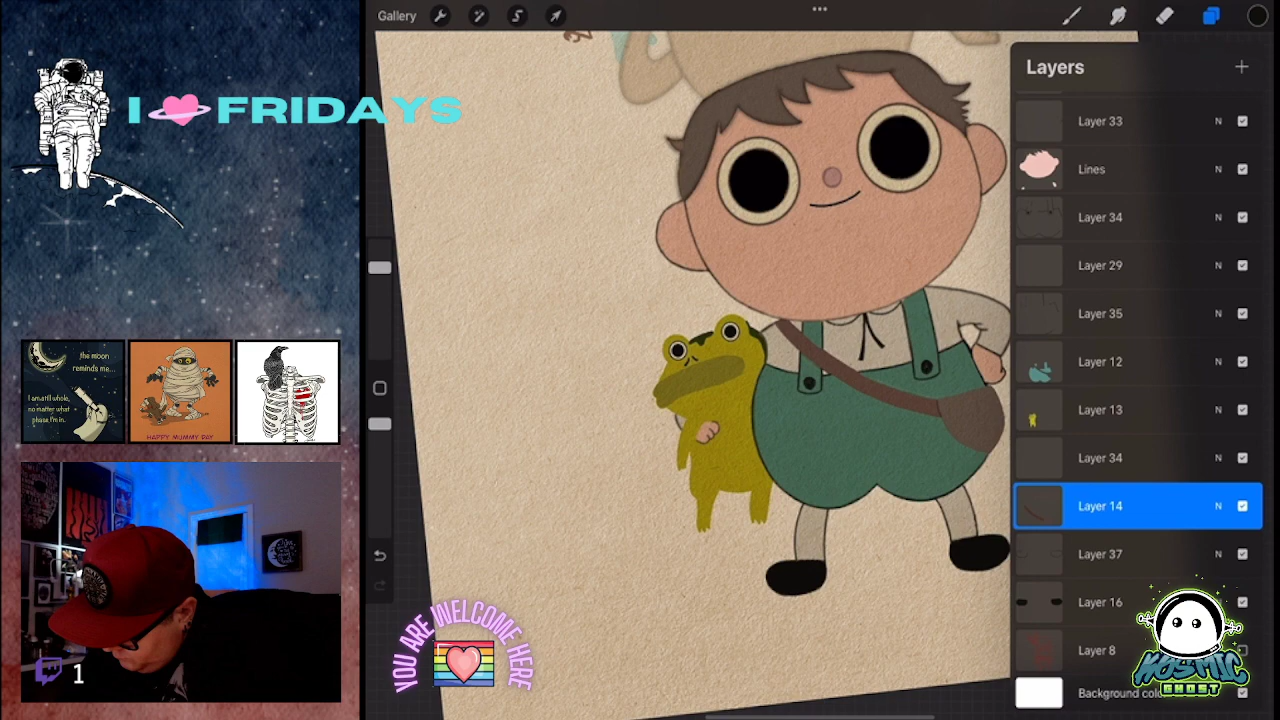 Gallery
Layers
I FRIDAYS
Layer 33 N
Lines N
Layer 34 N
Layer 29 N
Layer 35 N
Layer 12 N
Layer 13 N
Layer 34 N
Layer 14 N
Layer 37 N
Layer 16
Layer 8
Background
the moon
reminds me...
I am still whole,
no matter what
phase I'm in.
HAPPY MUMMY DAY
1
YOU ARE WELCOME HERE
KOSMIC
GHOST